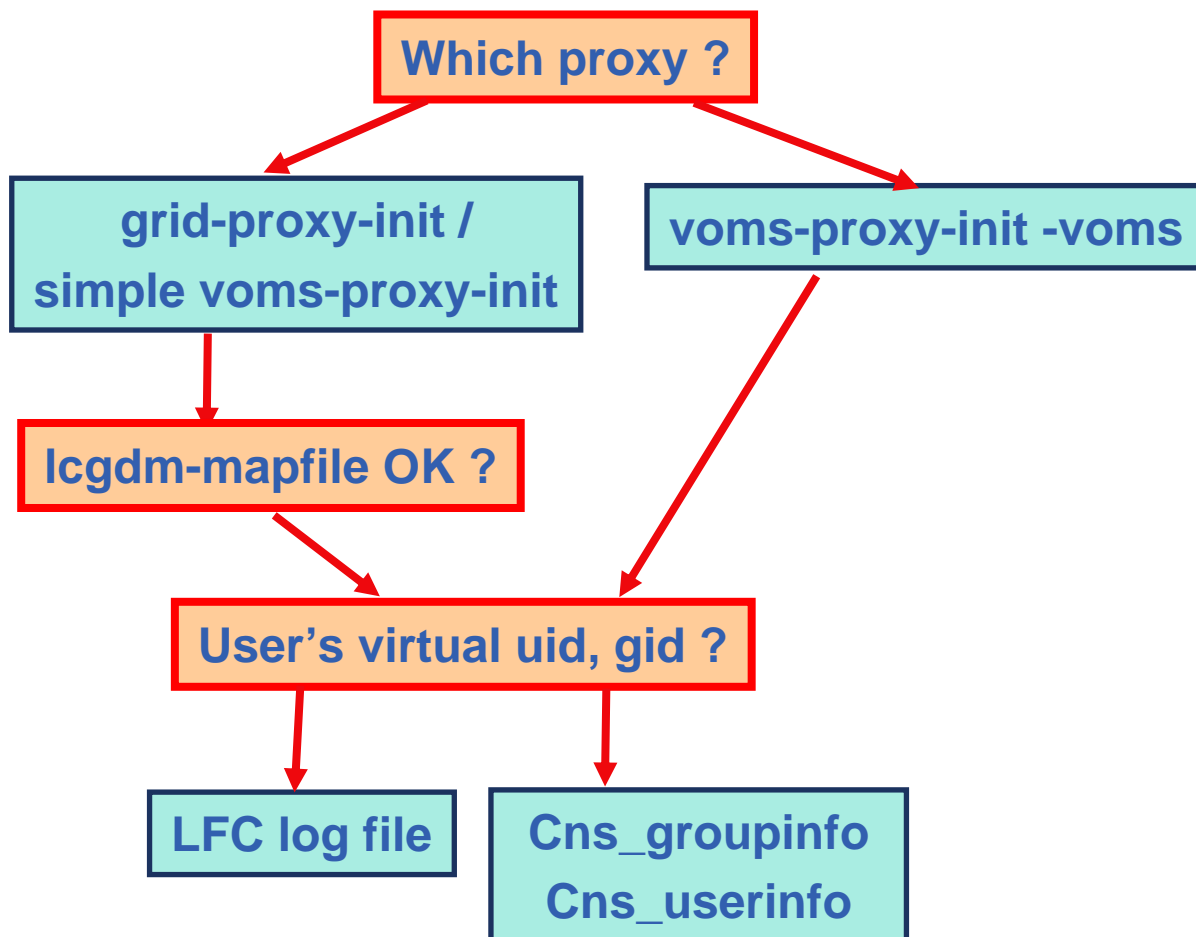 Which proxy ?
grid-proxy-init /
simple voms-proxy-init
voms-proxy-init -voms
lcgdm-mapfile OK ?
User’s virtual uid, gid ?
LFC log file
Cns_groupinfo
Cns_userinfo